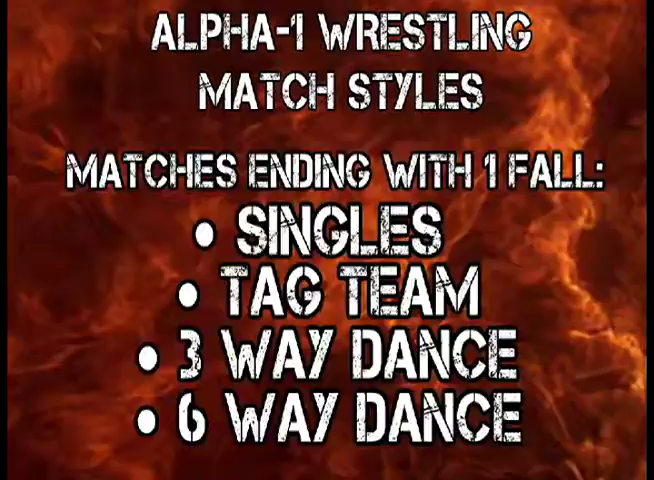 ALPHA-1 WRESTLING
MATCH STYLES
MATCHES ENDING WITH 1 FALL:
• SINGLES
• TAG TEAM
• 3 WAY DANCE
• 6 WAY DANCE